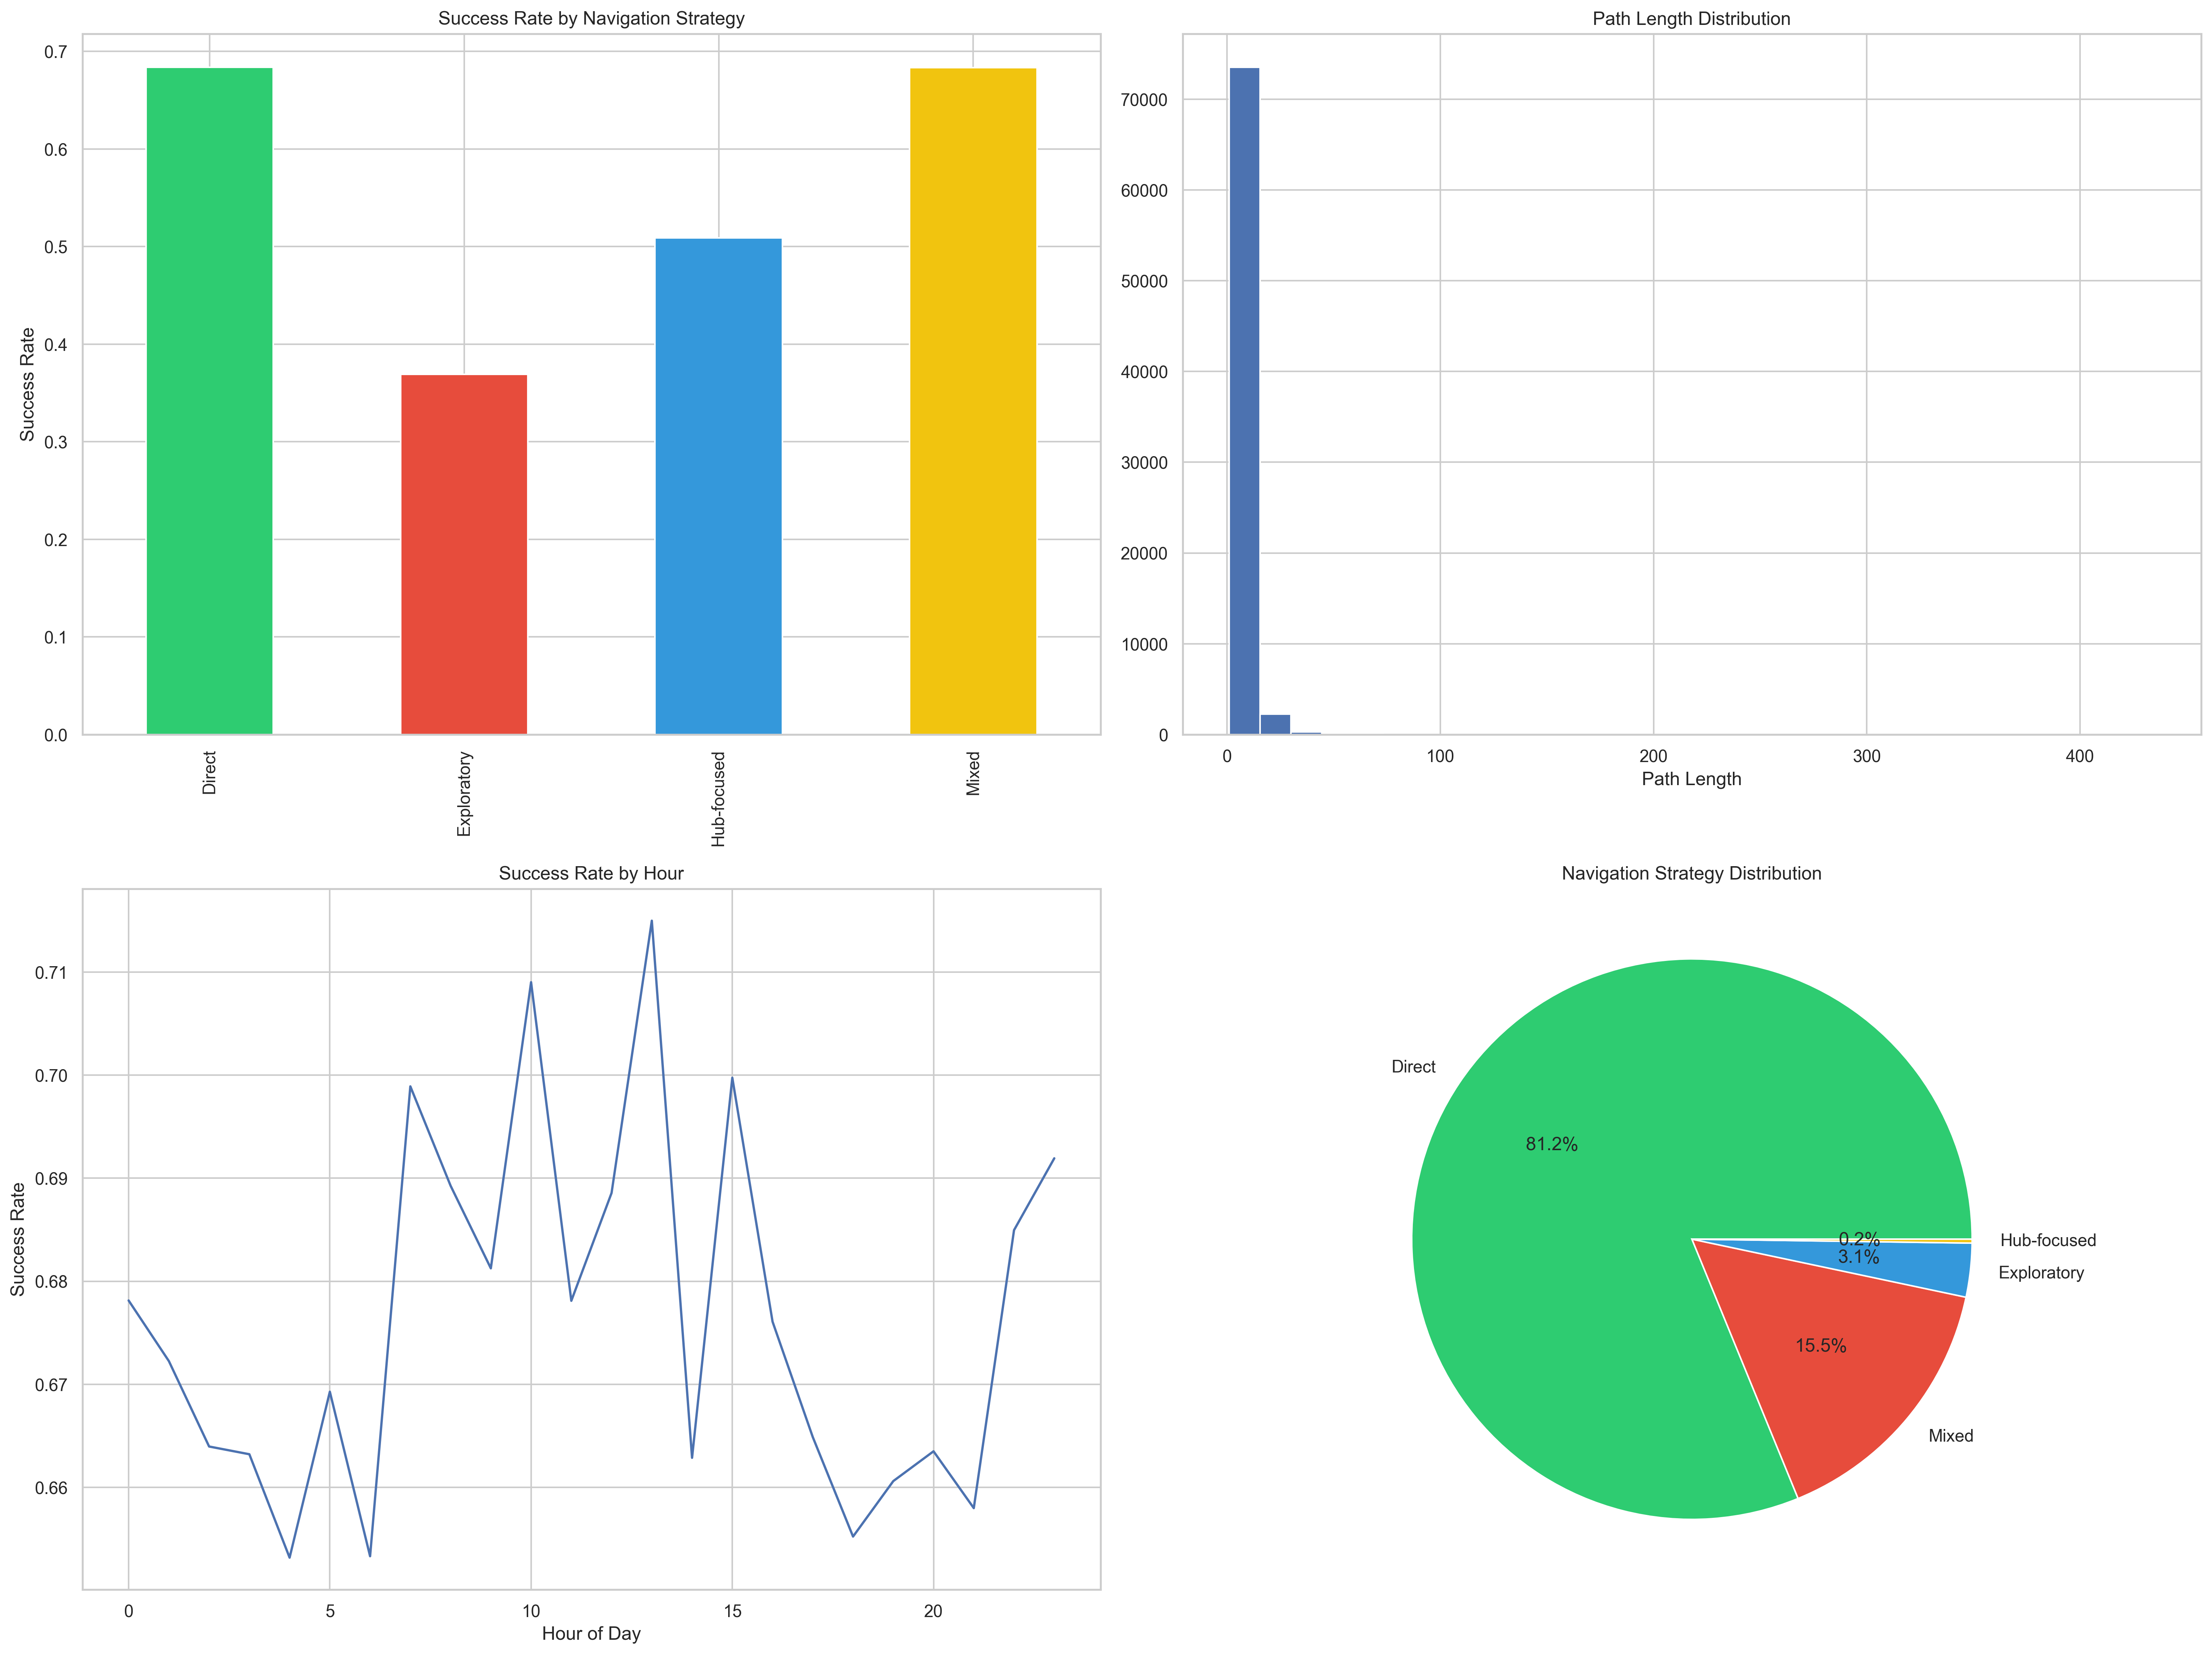 Success Rate by Navigation Strategy
Success Rate
0.7
0.6
0.5
0.4
0.3
0.2
0.1
0.0
Direct
Exploratory
Hub-focused
Mixed
Path Length Distribution
70000
60000
50000
40000
30000
20000
10000
0
0 100 200 300 400
Path Length
Success Rate by Hour
Success Rate
0.71
0.70
0.69
0.68
0.67
0.66
0 5 10 15 20
Hour of Day
Navigation Strategy Distribution
Direct
81.2%
0.2%
Hub-focused
3.1%
Exploratory
15.5%
Mixed